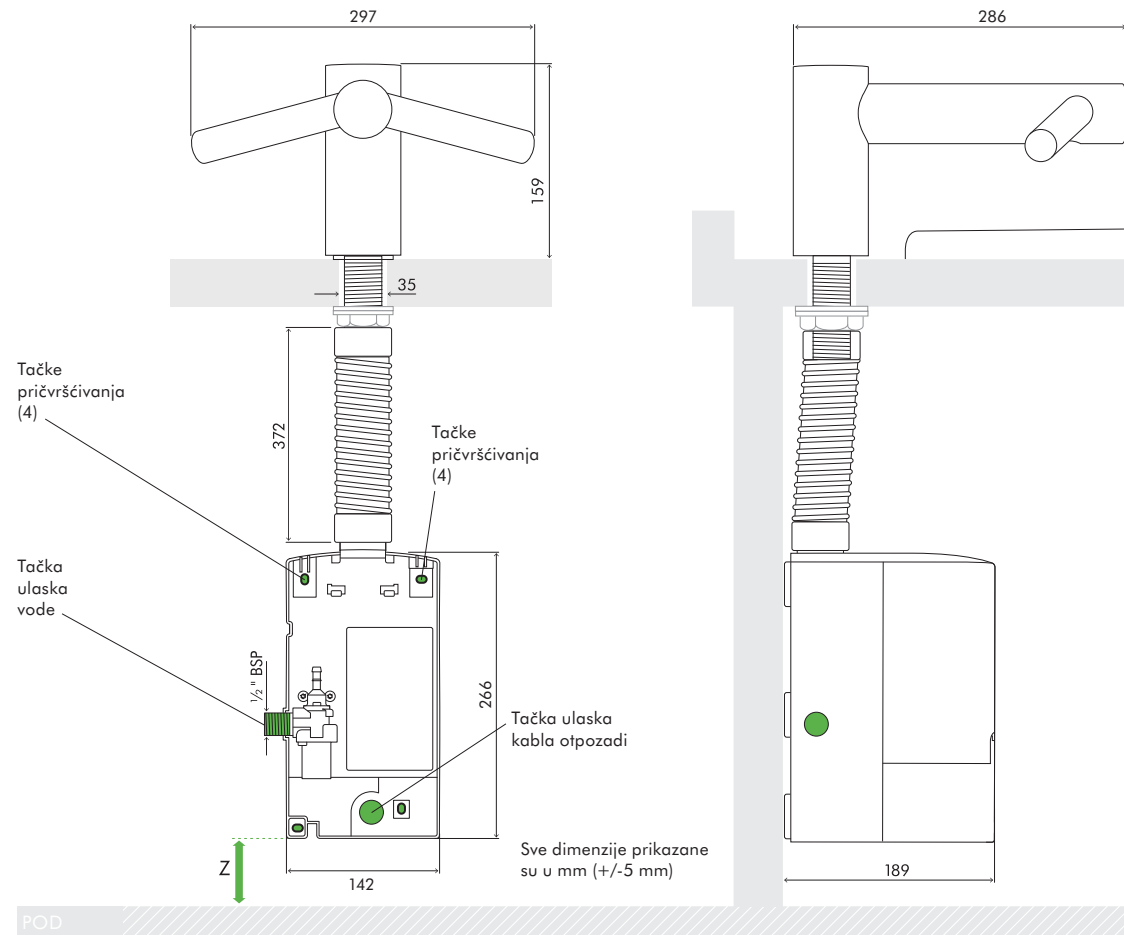 297
286
159
35
Tačke
pričvršćivanja
(4)
372
Tačke
pričvršćivanja
(4)
Tačka
ulaska
vode
½" BSP
266
Tačka ulaska
kabla otpozadi
Z
142
Sve dimenzije prikazane
su u mm (+/-5 mm)
189
POD